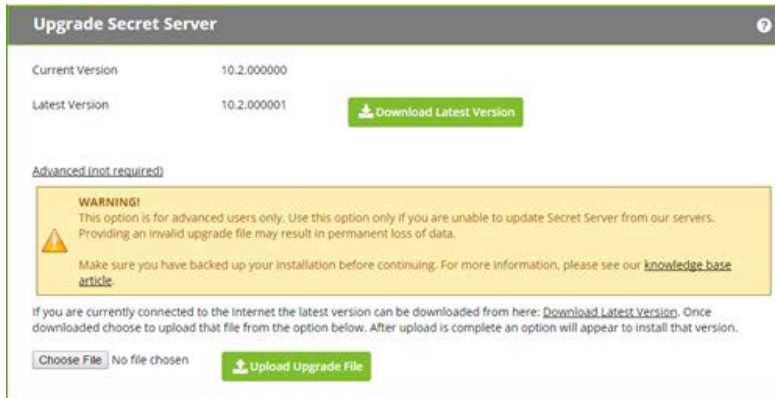 Upgrade Secret Server
?
Current Version 10.2.000000
Latest Version 10.2.000001 Download Latest Version
Advanced (not required)
WARNING!
This option is for advanced users only. Use this option only if you are unable to update Secret Server from our servers.
Providing an invalid upgrade file may result in permanent loss of data.
Make sure you have backed up your installation before continuing. For more information, please see our knowledge base
article.
If you are currently connected to the Internet the latest version can be downloaded from here: Download Latest Version. Once
downloaded choose to upload that file from the option below. After upload is complete an option will appear to install that version.
Choose File No file chosen Upload Upgrade File